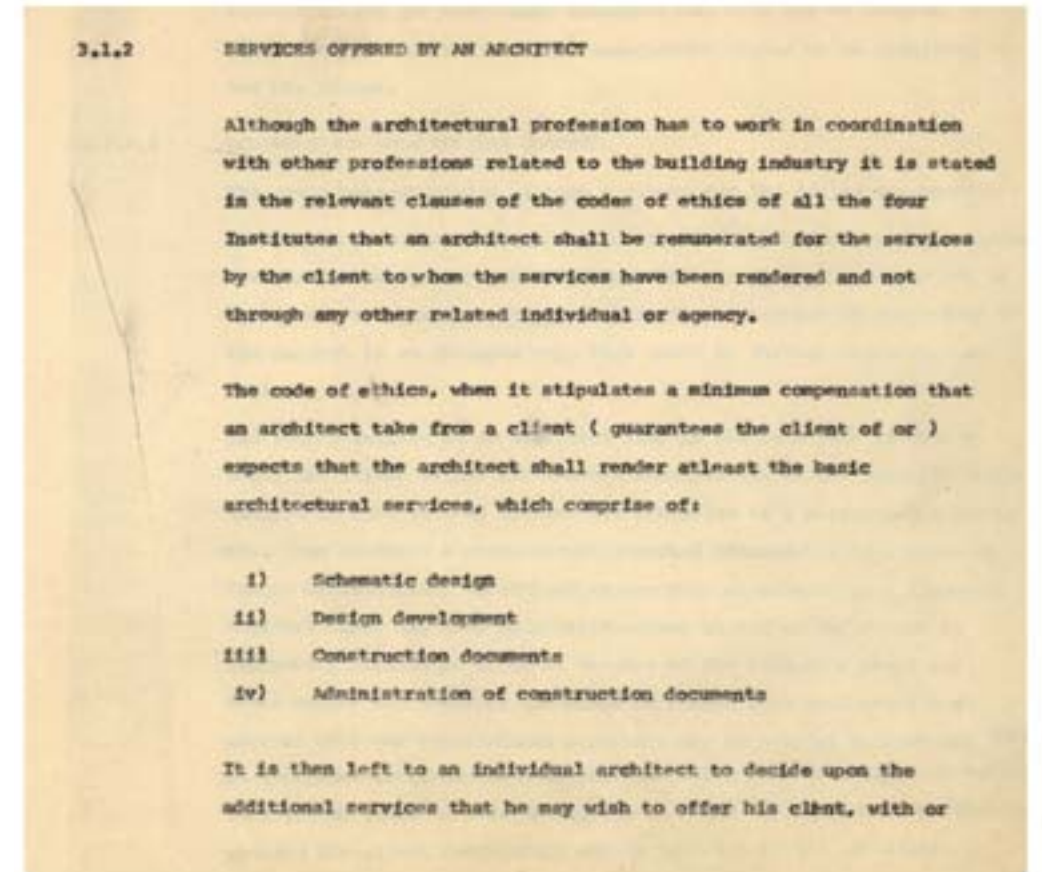 3.1.2 SERVICES OFFERED BY AN ARCHITECT
Although the architectural profession has to work in coordination
with other professions related to the building industry it is stated
in the relevant clauses of the codes of ethics of all the four
Institutes that an architect shall be remunerated for the services
by the client to whom the services have been rendered and not
through any other related individual or agency.
The code of ethics, when it stipulates a minimum compensation that
an architect take from a client ( guarantees the client of or )
expects that the architect shall render atleast the basic
architectural services, which comprise of:
i) Schematic design
ii) Design development
iii) Construction documents
iv) Administration of construction documents
It is then left to an individual architect to decide upon the
additional services that he may wish to offer his client, with or